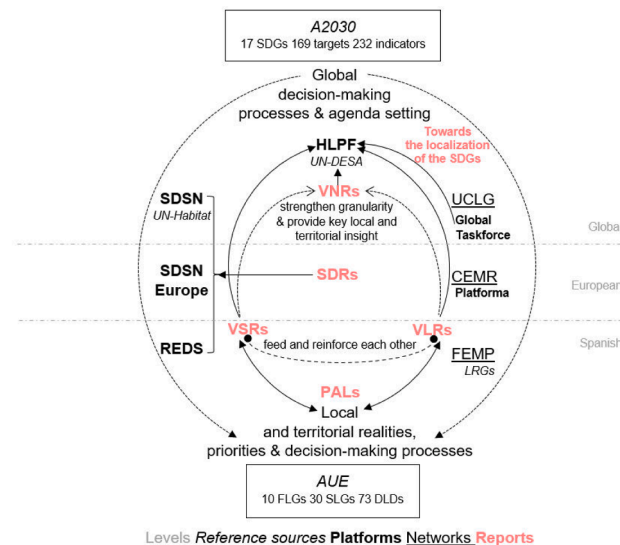 A2030
17 SDGs 169 targets 232 indicators
Global
decision-making
processes & agenda setting
HLPF
UN-DESA
Towards
the localization
of the SDGs
VNRs
strengthen granularity
& provide key local and
territorial insight
SDSN
UN-Habitat
UCLG
Global
Taskforce
Global
SDSN
Europe
SDRs
CEMR
Platforma
European
VSRs
VLRs
feed and reinforce each other
REDS
FEMP
LRGs
Spanish
PALs
Local
and territorial realities,
priorities & decision-making processes
AUE
10 FLGs 30 SLGs 73 DLDs
Levels Reference sources Platforms Networks Reports